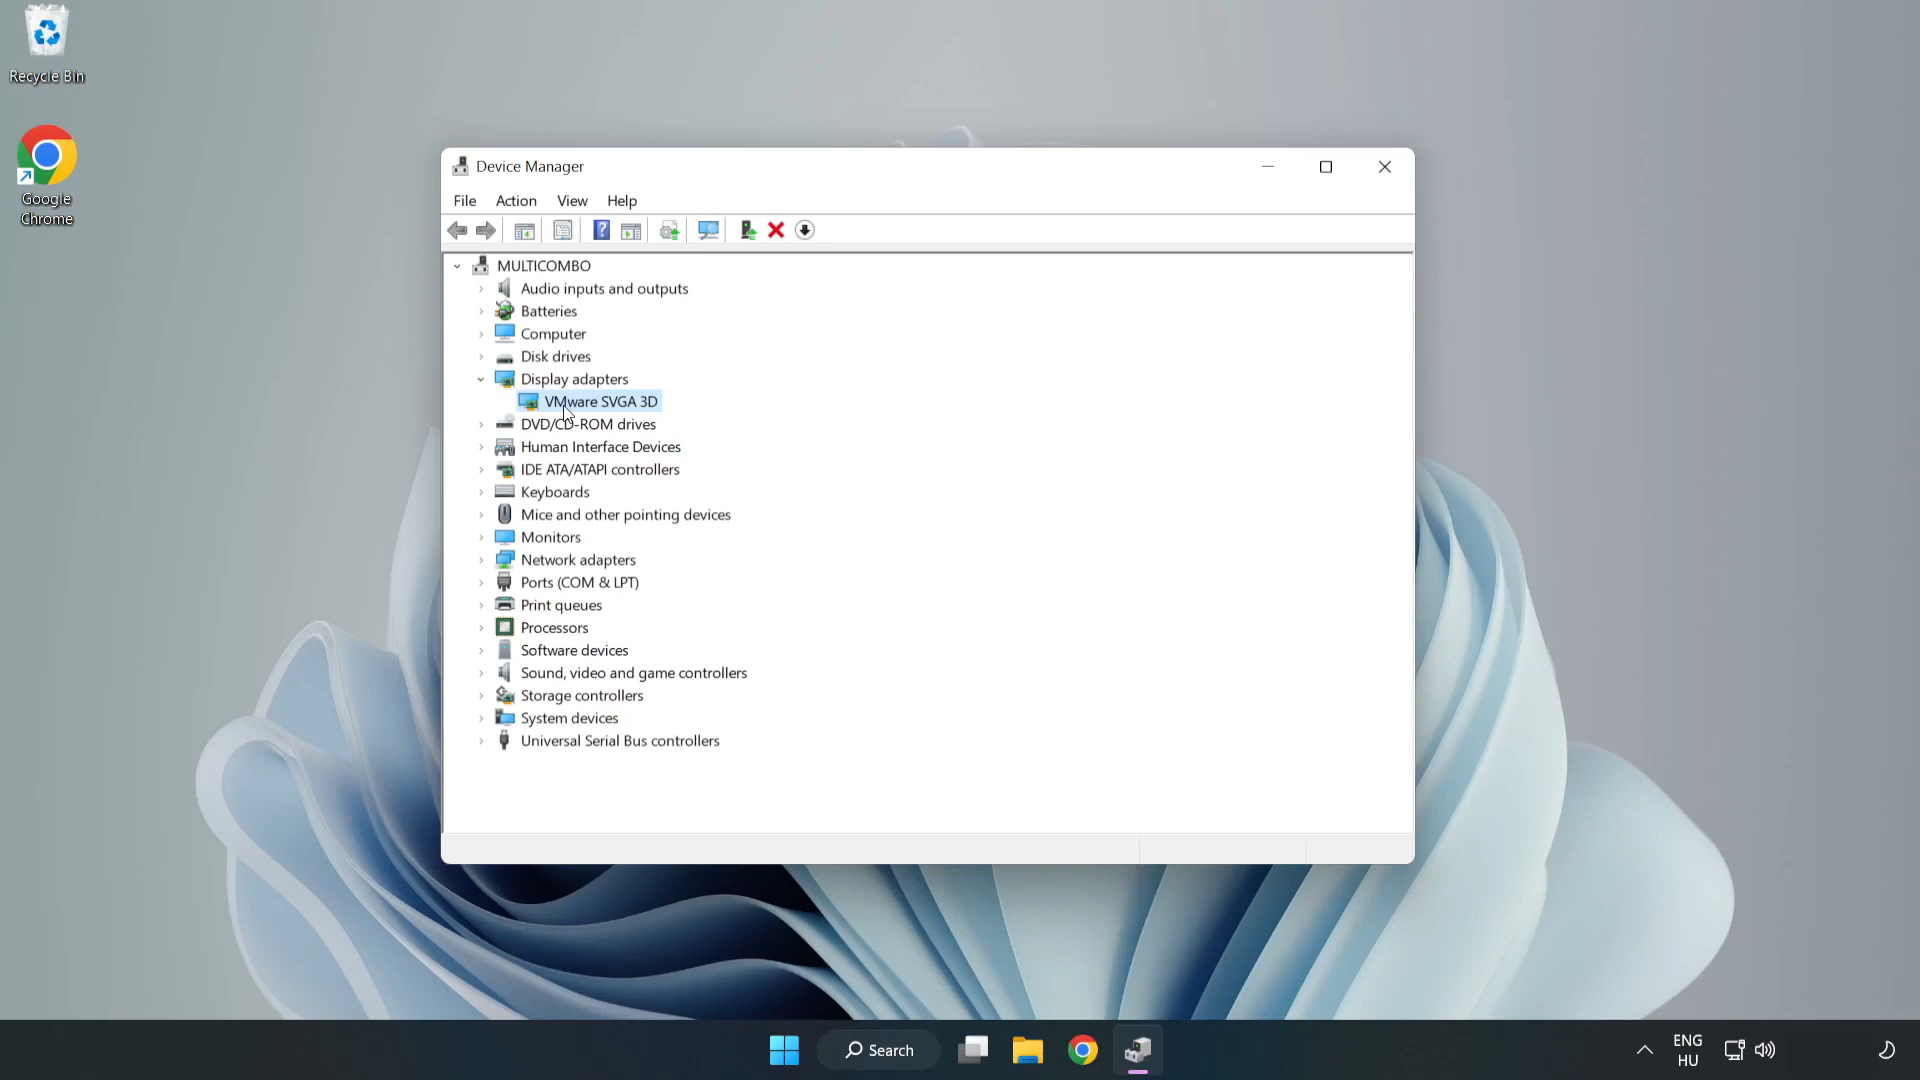 Recycle Bin
Google
Chrome
Device Manager
File Action View Help
MULTICOMBO
Audio inputs and outputs
Batteries
Computer
Disk drives
Display adapters
VMware SVGA 3D
DVD/CD-ROM drives
Human Interface Devices
IDE ATA/ATAPI controllers
Keyboards
Mice and other pointing devices
Monitors
Network adapters
Ports (COM & LPT)
Print queues
Processors
Software devices
Sound, video and game controllers
Storage controllers
System devices
Universal Serial Bus controllers
Search
ENG
HU